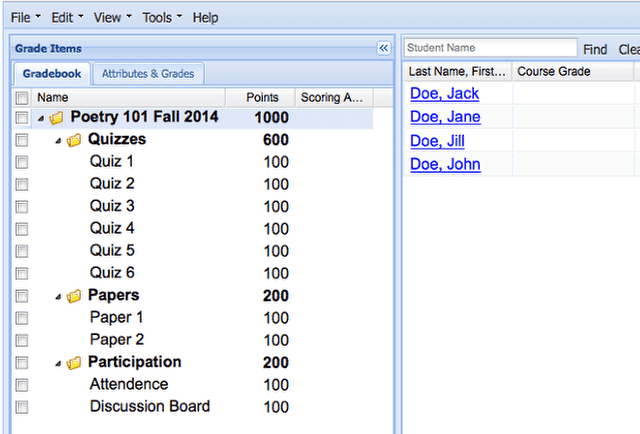 File Edit View Tools Help
Grade Items
Gradebook Attributes & Grades
Name Points Scoring A...
Poetry 101 Fall 2014 1000
Quizzes 600
Quiz 1 100
Quiz 2 100
Quiz 3 100
Quiz 4 100
Quiz 5 100
Quiz 6 100
Papers 200
Paper 1 100
Paper 2 100
Participation 200
Attendence 100
Discussion Board 100
Student Name Find Clea
Last Name, First... Course Grade
Doe, Jack
Doe, Jane
Doe, Jill
Doe, John